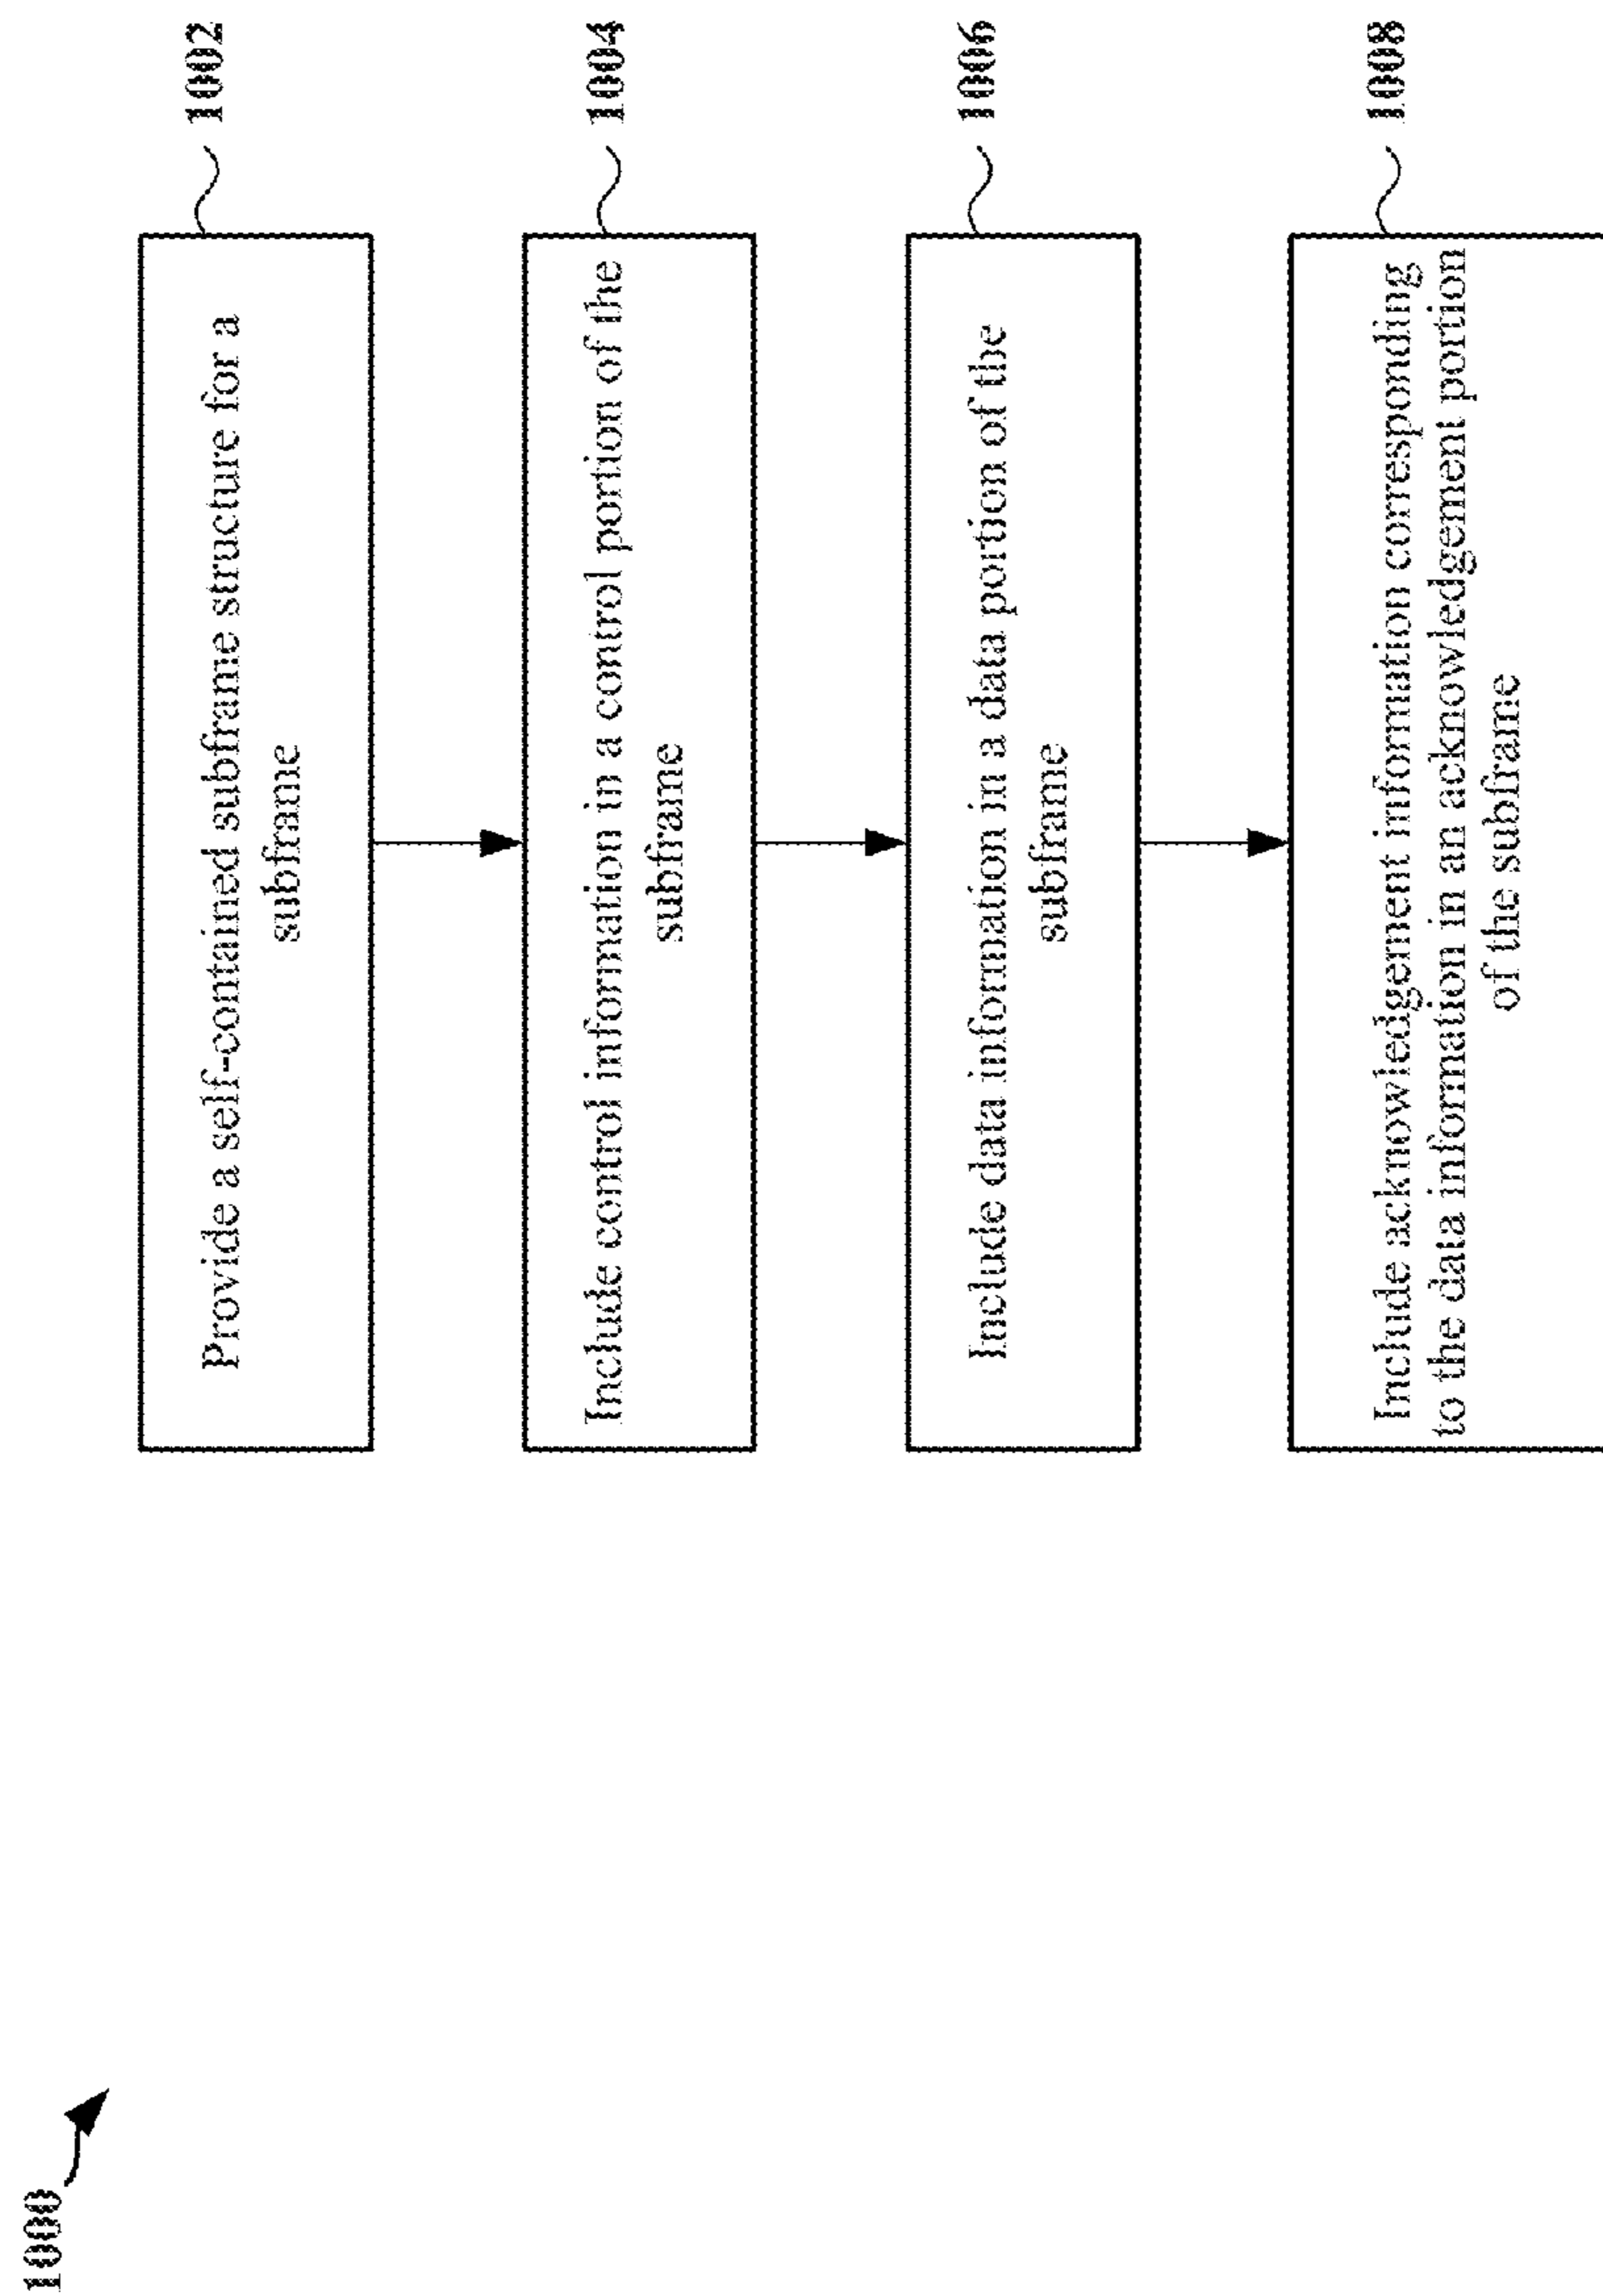 1000
Provide a self-contained subframe structure for a
subframe
1002
Include control information in a control portion of the
subframe
1004
Include data information in a data portion of the
subframe
1006
Include acknowledgement information corresponding
to the data information in an acknowledgement portion
of the subframe
1008